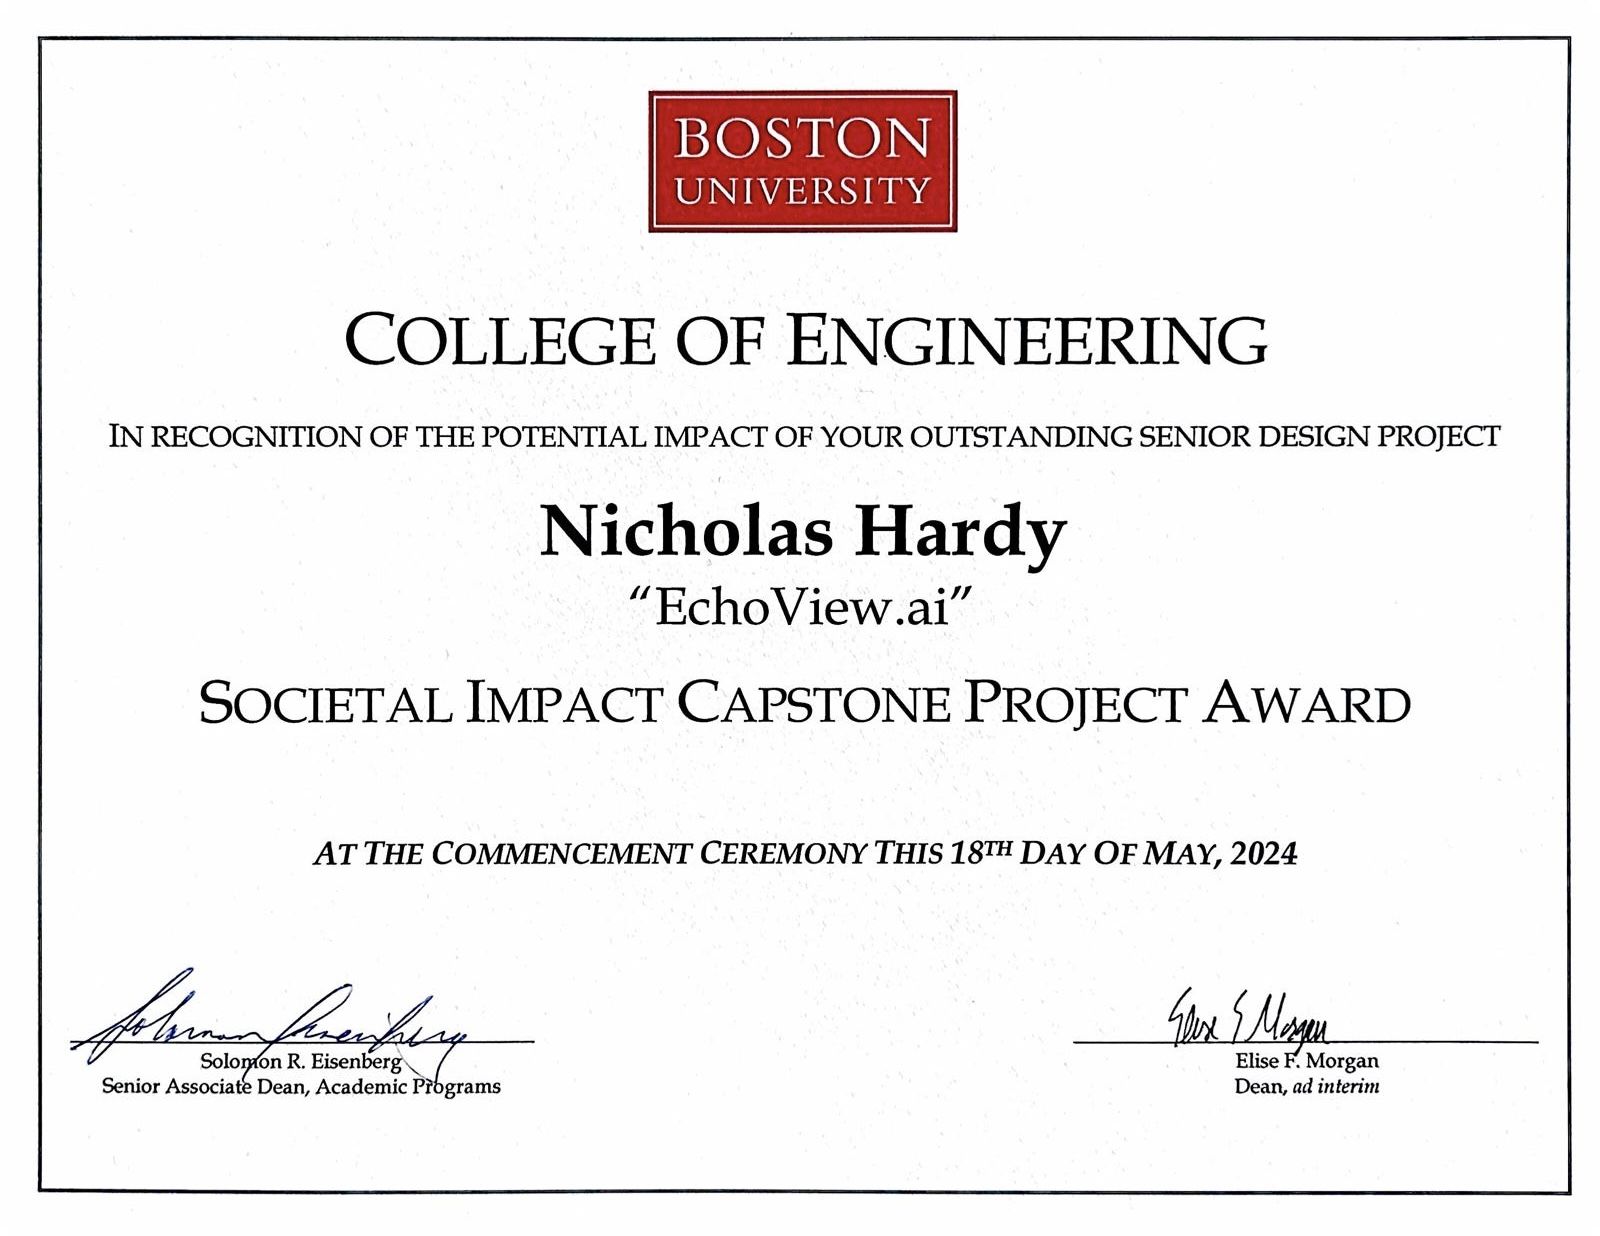 BOSTON
UNIVERSITY
COLLEGE OF ENGINEERING
IN RECOGNITION OF THE POTENTIAL IMPACT OF YOUR OUTSTANDING SENIOR DESIGN PROJECT
Nicholas Hardy
“EchoView.ai”
SOCIETAL IMPACT CAPSTONE PROJECT AWARD
AT THE COMMENCEMENT CEREMONY THIS 18TH DAY OF MAY, 2024
Solomon Eisenberg
Elise F Morgan
Solomon R. Eisenberg
Elise F. Morgan
Senior Associate Dean, Academic Programs
Dean, ad interim